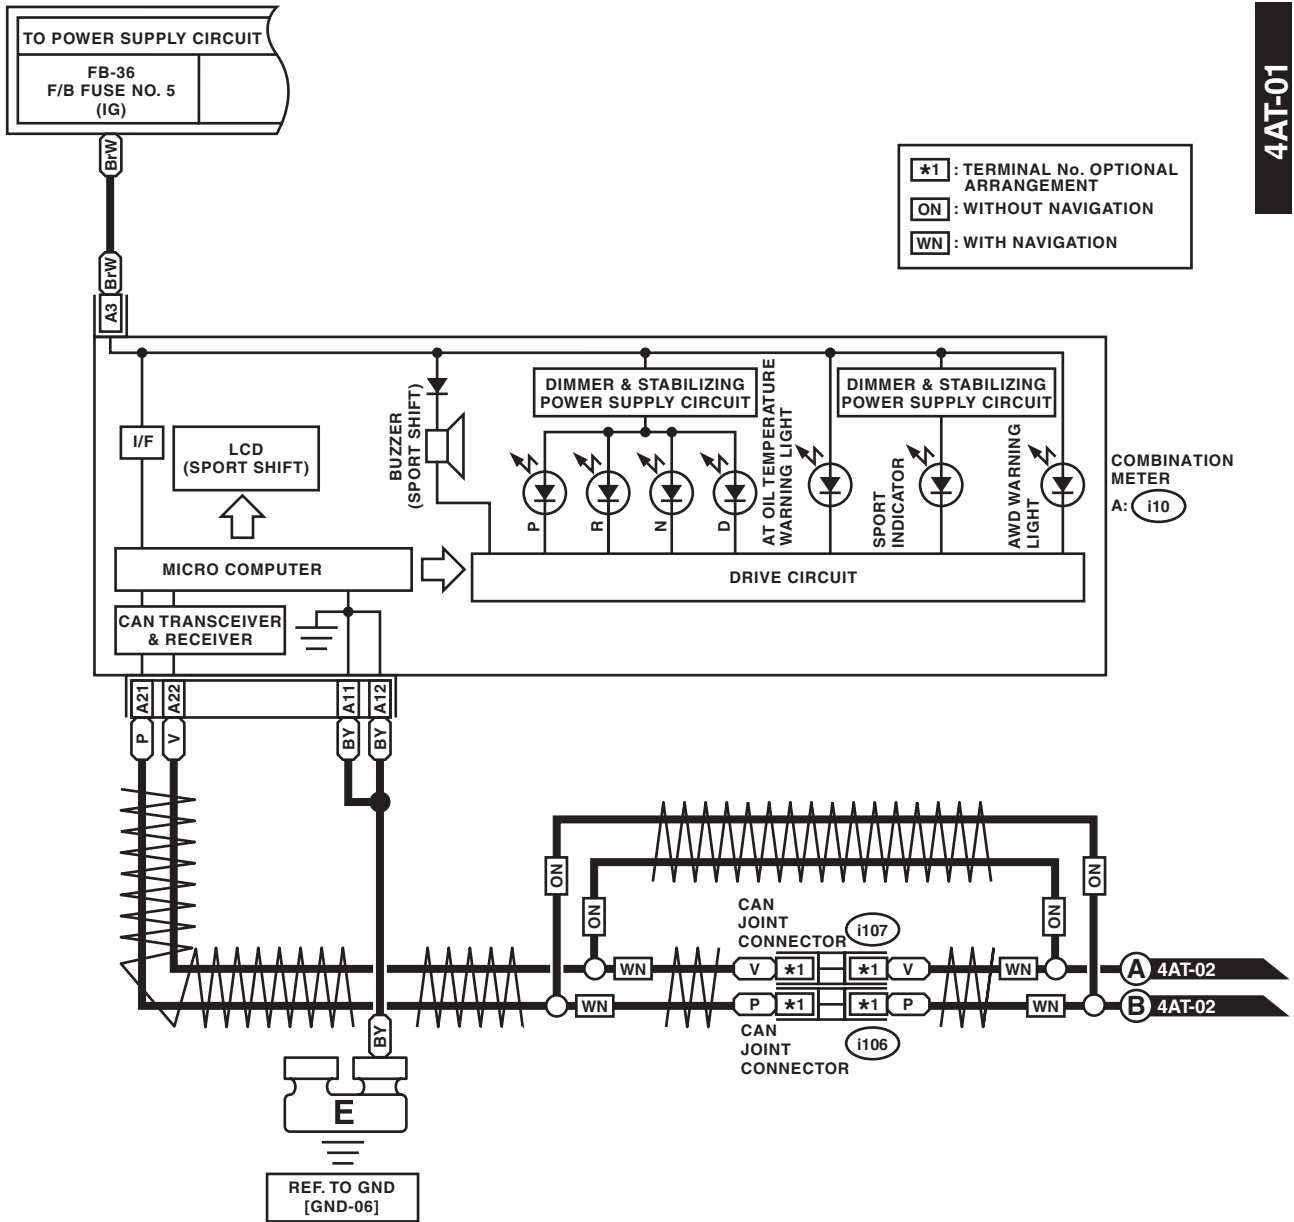 TO POWER SUPPLY CIRCUIT
FB-36
F/B FUSE NO. 5
(IG)
4AT-01
BrW
BrW
A3
*1 : TERMINAL No. OPTIONAL
ARRANGEMENT
ON : WITHOUT NAVIGATION
WN : WITH NAVIGATION
I/F
LCD
(SPORT SHIFT)
BUZZER
(SPORT SHIFT)
DIMMER & STABILIZING
POWER SUPPLY CIRCUIT
P
R
N
D
AT OIL TEMPERATURE
WARNING LIGHT
DIMMER & STABILIZING
POWER SUPPLY CIRCUIT
SPORT
INDICATOR
AWD WARNING
LIGHT
COMBINATION
METER
A: i10
MICRO COMPUTER
DRIVE CIRCUIT
CAN TRANSCEIVER
& RECEIVER
A21
A22
A11
A12
P
V
BY
BY
ON
ON
ON
ON
CAN
JOINT
CONNECTOR
i107
WN
V
*1
*1
V
WN
A
4AT-02
WN
P
*1
*1
P
WN
B
4AT-02
CAN
JOINT
CONNECTOR
i106
BY
E
REF. TO GND
[GND-06]